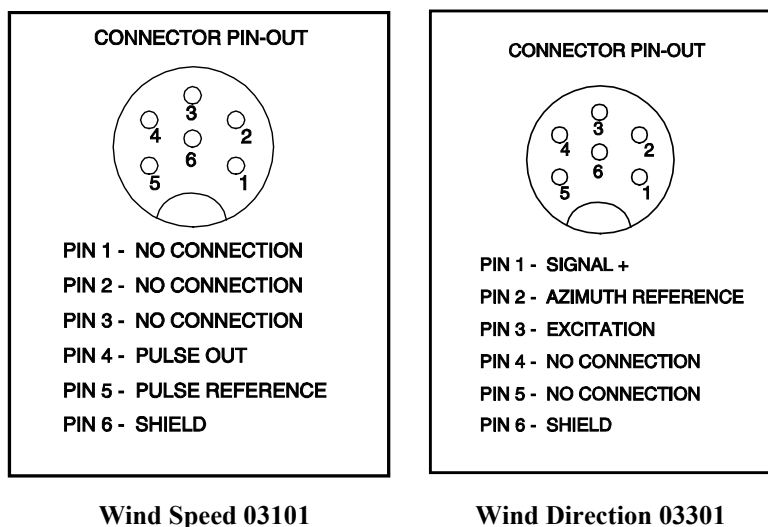 CONNECTOR PIN-OUT
3
4
2
6
5
1
PIN 1 - NO CONNECTION
PIN 2 - NO CONNECTION
PIN 3 - NO CONNECTION
PIN 4 - PULSE OUT
PIN 5 - PULSE REFERENCE
PIN 6 - SHIELD
Wind Speed 03101
CONNECTOR PIN-OUT
3
4
2
6
5
1
PIN 1 - SIGNAL +
PIN 2 - AZIMUTH REFERENCE
PIN 3 - EXCITATION
PIN 4 - NO CONNECTION
PIN 5 - NO CONNECTION
PIN 6 - SHIELD
Wind Direction 03301